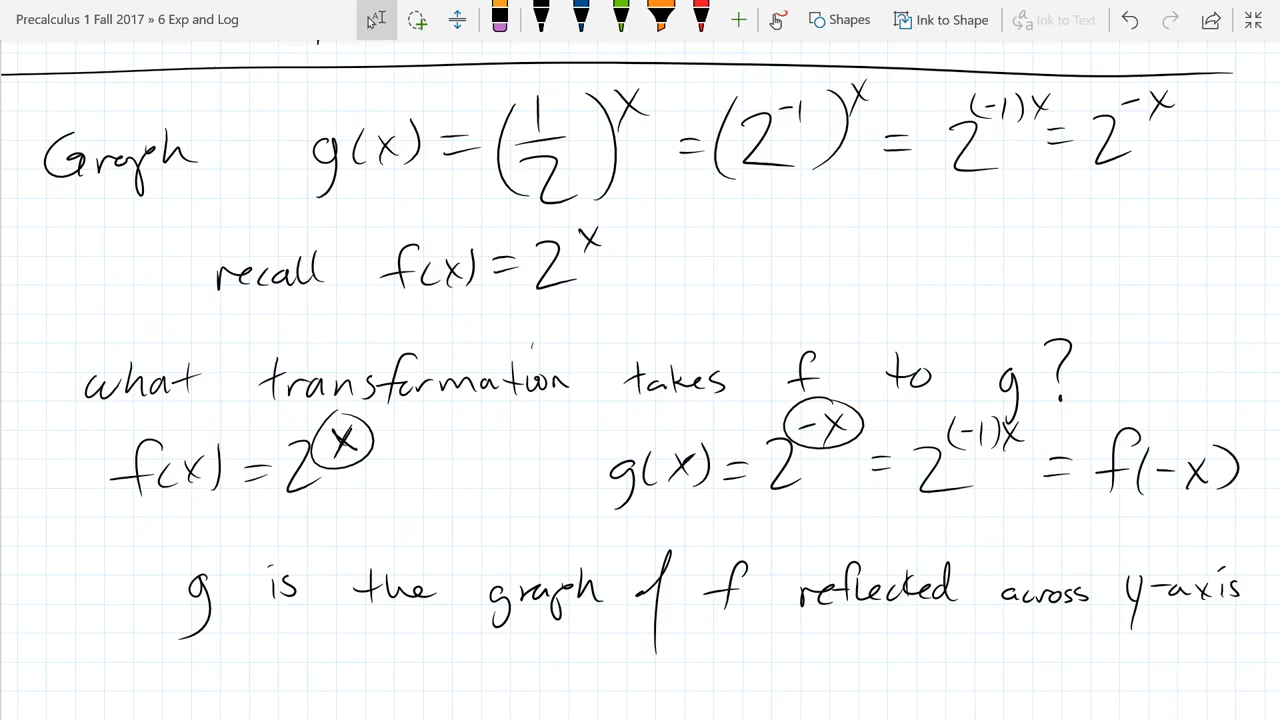 Precalculus 1 Fall 2017 » 6 Exp and Log Shapes Ink to Shape Ink to Text
Graph g(x) = (1/2)^x = (2^-1)^x = 2^(-1)x = 2^-x
recall f(x) = 2^x
what transformation takes f to g?
f(x) = 2^x g(x) = 2^-x = 2^(-1)x = f(-x)
g is the graph of f reflected across y-axis